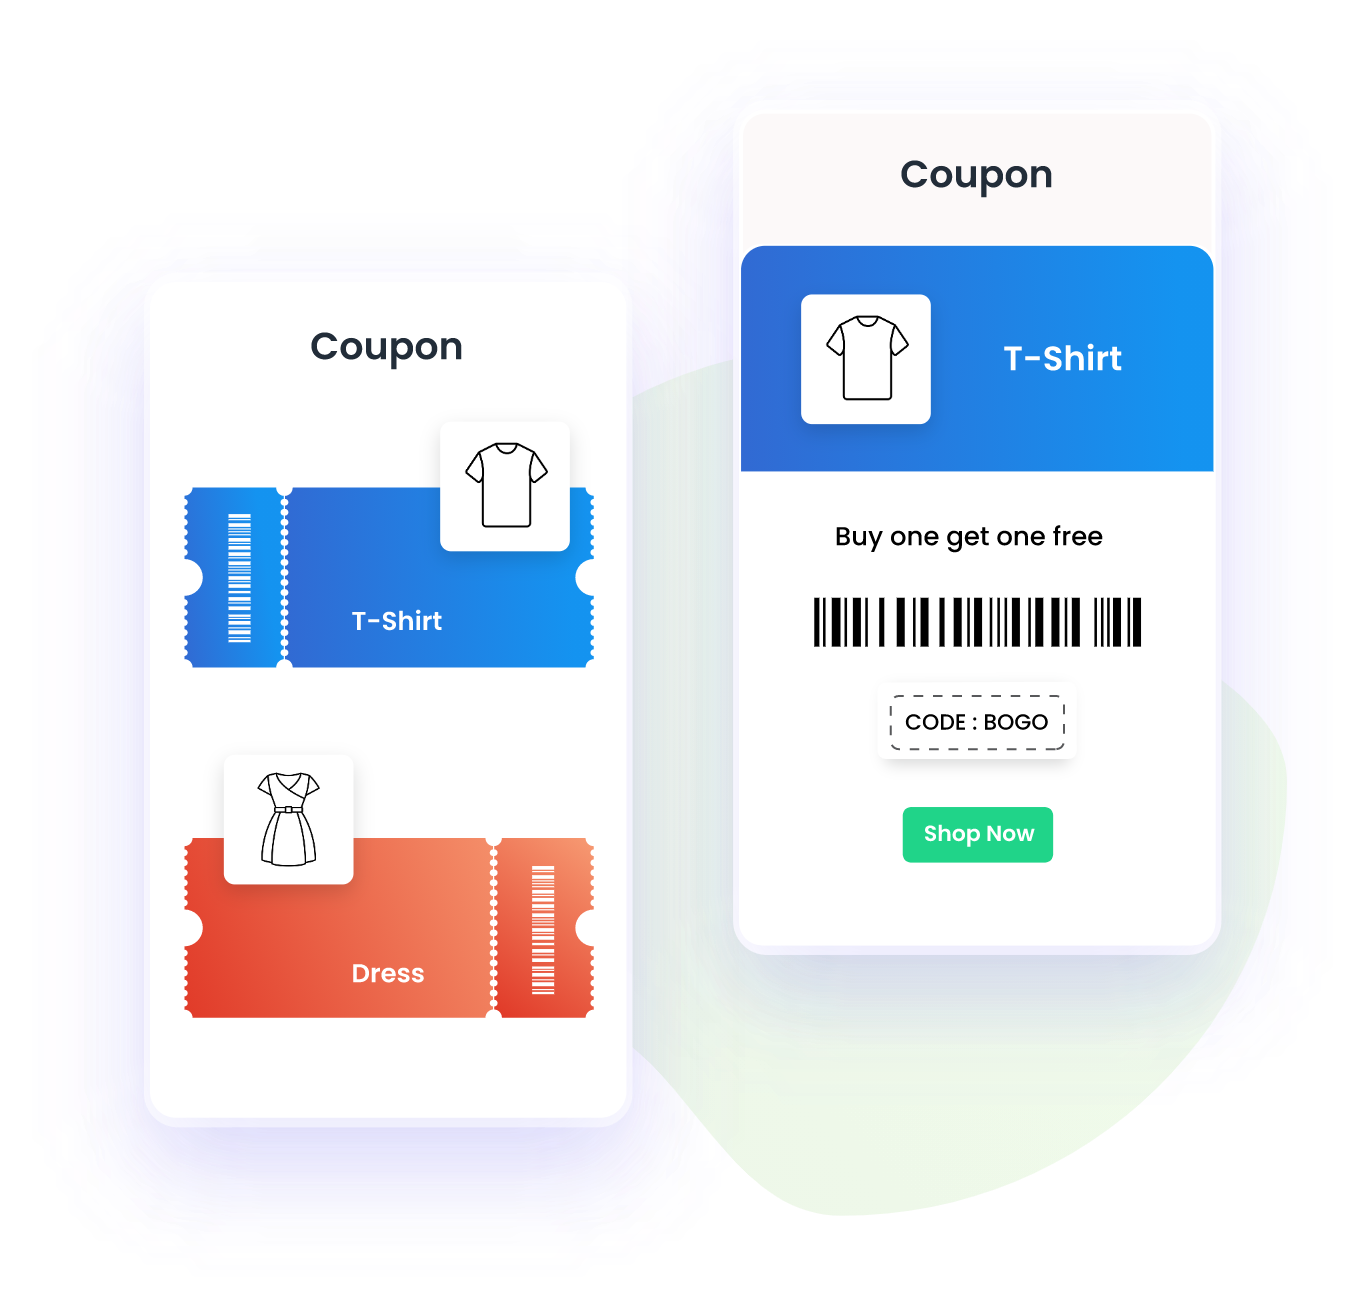 Coupon
T-Shirt
Dress
Coupon
T-Shirt
Buy one get one free
CODE : BOGO
Shop Now